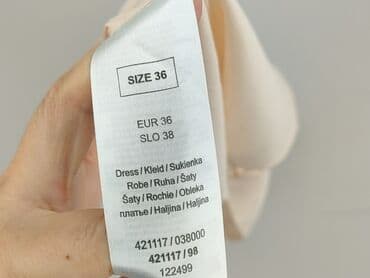 SIZE 36
EUR 36
SLO 38
Dress / Kleid / Sukienka
Robe / Ruha / Šaty
Šaty / Rochie / Obleka
платье / Haljina / Haljina
421117 / 038000
421117 / 98
122499